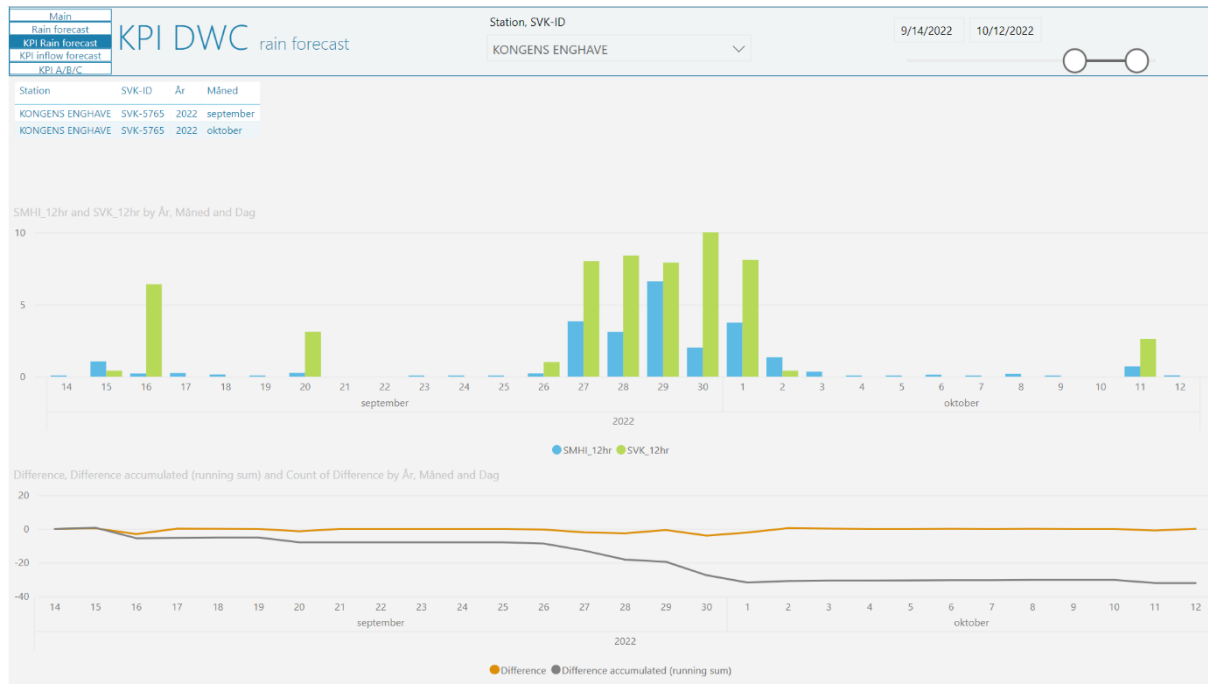 Main
Rain forecast
KPI Rain forecast
KPI inflow forecast
KPI A/B/C
KPI DWC rain forecast
Station, SVK-ID
KONGENS ENGHAVE
9/14/2022 10/12/2022
Station SVK-ID År Måned
KONGENS ENGHAVE SVK-5765 2022 september
KONGENS ENGHAVE SVK-5765 2022 oktober
SMHI_12hr and SVK_12hr by År, Måned and Dag
10
5
0
14 15 16 17 18 19 20 21 22 23 24 25 26 27 28 29 30 1 2 3 4 5 6 7 8 9 10 11 12
september oktober
2022
SMHI_12hr SVK_12hr
Difference, Difference accumulated (running sum) and Count of Difference by År, Måned and Dag
20
0
-20
-40
14 15 16 17 18 19 20 21 22 23 24 25 26 27 28 29 30 1 2 3 4 5 6 7 8 9 10 11 12
september oktober
2022
Difference Difference accumulated (running sum)